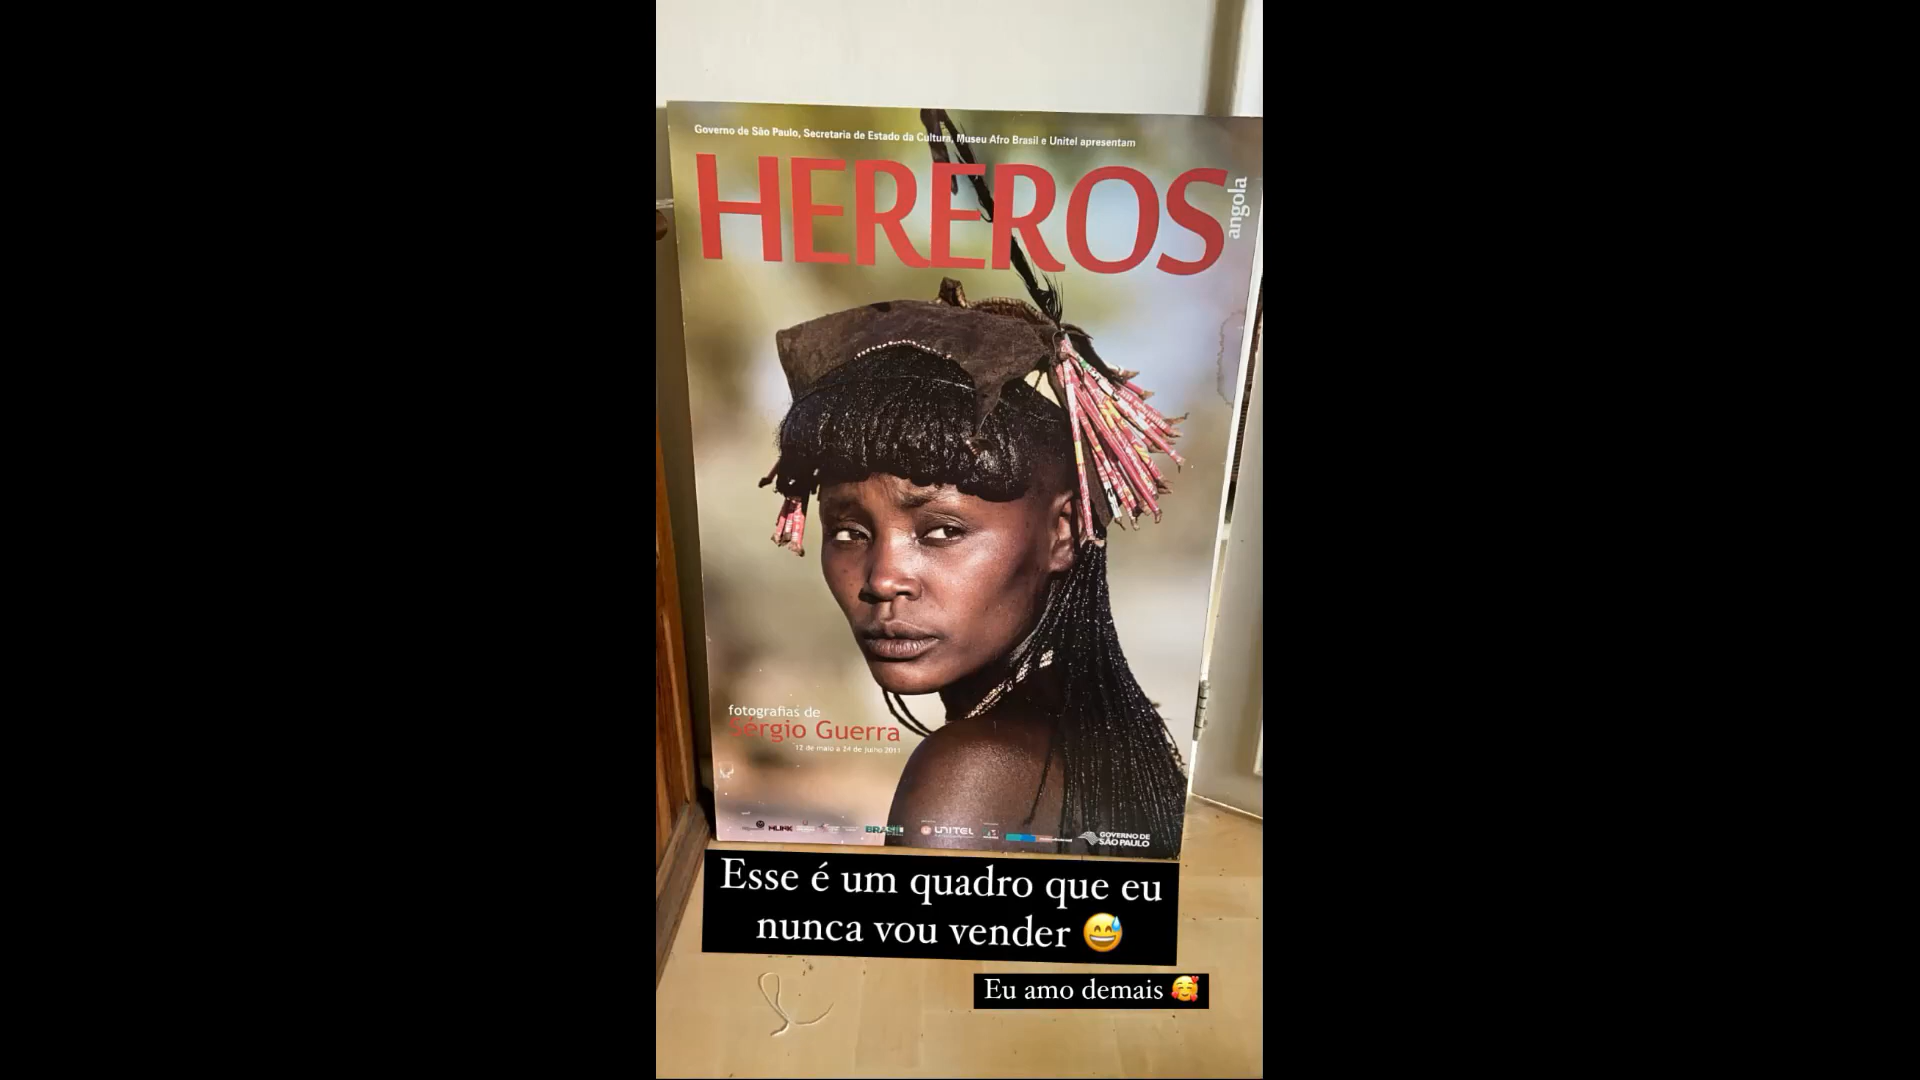 Governo de São Paulo, Secretaria de Estado da Cultura, Museu Afro Brasil e Unitel apresentam
HEREROS
angola
fotografias de
Sérgio Guerra
12 de maio a 24 de julho 2011
MLINK
BRASIL
UNITEL
GOVERNO DE
SÃO PAULO
Esse é um quadro que eu
nunca vou vender 😅
Eu amo demais 🥰